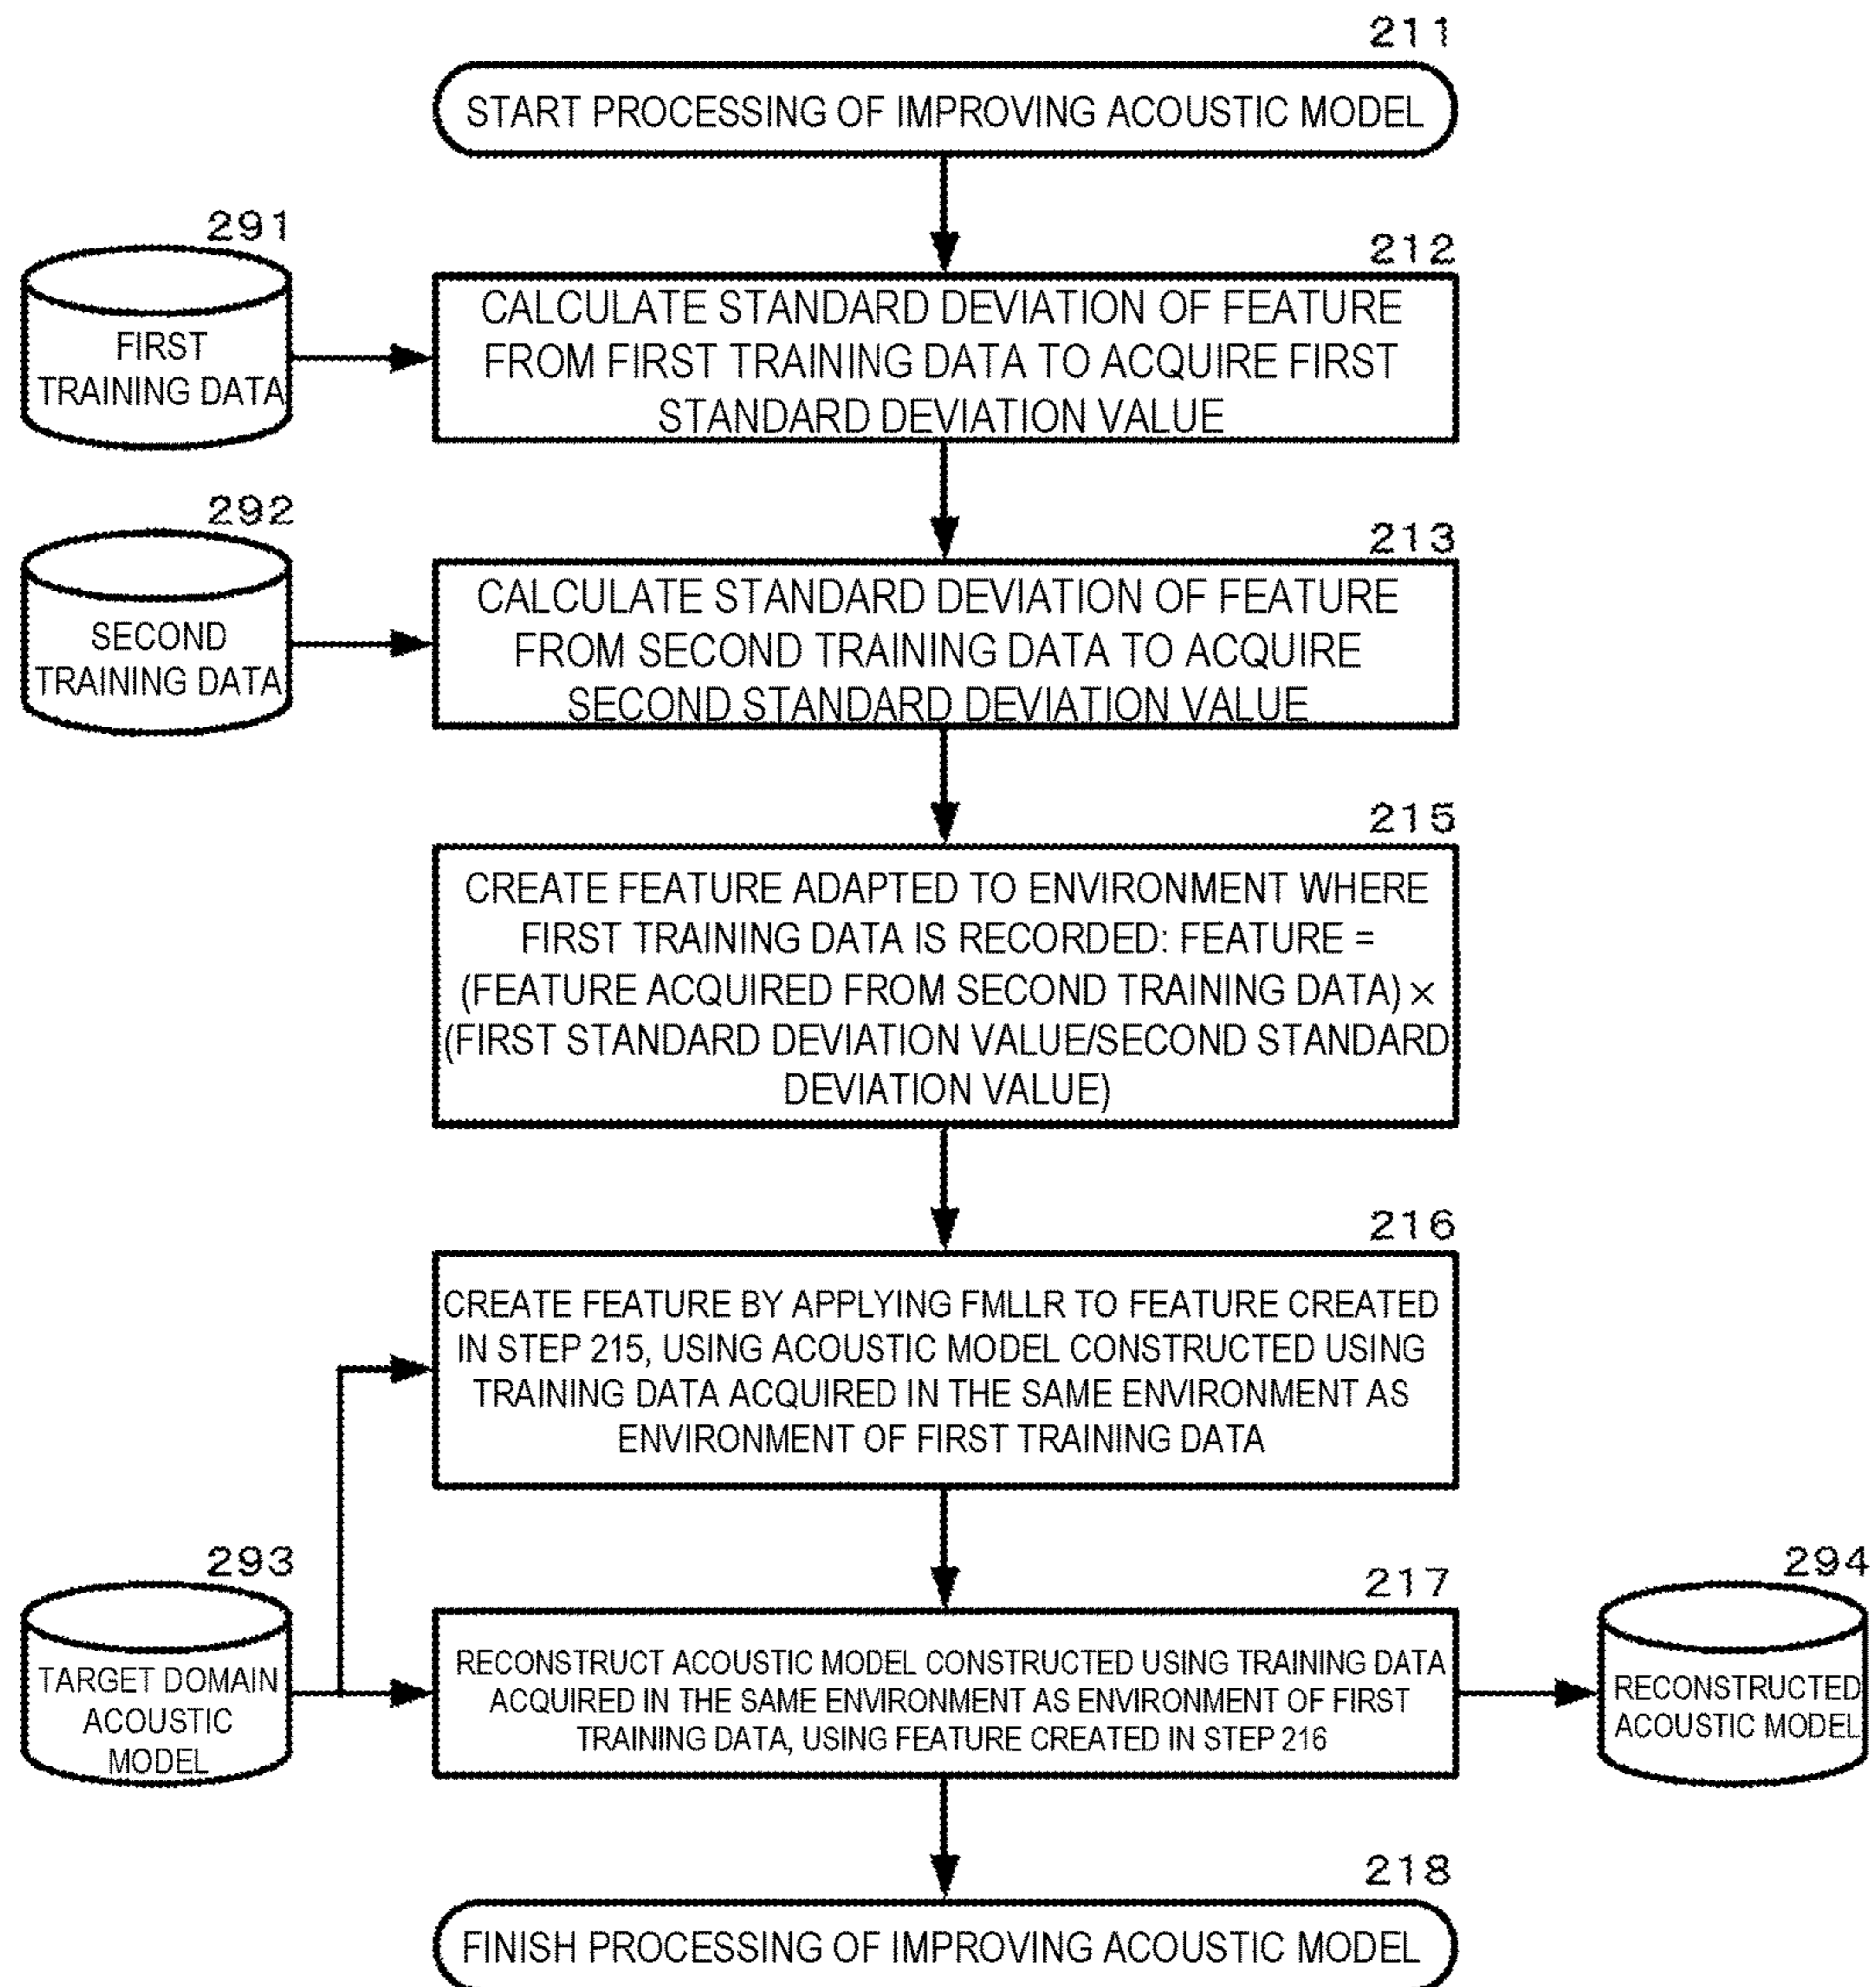 211
START PROCESSING OF IMPROVING ACOUSTIC MODEL
291
FIRST
TRAINING DATA
212
CALCULATE STANDARD DEVIATION OF FEATURE
FROM FIRST TRAINING DATA TO ACQUIRE FIRST
STANDARD DEVIATION VALUE
292
SECOND
TRAINING DATA
213
CALCULATE STANDARD DEVIATION OF FEATURE
FROM SECOND TRAINING DATA TO ACQUIRE
SECOND STANDARD DEVIATION VALUE
215
CREATE FEATURE ADAPTED TO ENVIRONMENT WHERE
FIRST TRAINING DATA IS RECORDED: FEATURE =
(FEATURE ACQUIRED FROM SECOND TRAINING DATA) ×
(FIRST STANDARD DEVIATION VALUE/SECOND STANDARD
DEVIATION VALUE)
216
CREATE FEATURE BY APPLYING FMLLR TO FEATURE CREATED
IN STEP 215, USING ACOUSTIC MODEL CONSTRUCTED USING
TRAINING DATA ACQUIRED IN THE SAME ENVIRONMENT AS
ENVIRONMENT OF FIRST TRAINING DATA
293
TARGET DOMAIN
ACOUSTIC
MODEL
217
RECONSTRUCT ACOUSTIC MODEL CONSTRUCTED USING TRAINING DATA
ACQUIRED IN THE SAME ENVIRONMENT AS ENVIRONMENT OF FIRST
TRAINING DATA, USING FEATURE CREATED IN STEP 216
294
RECONSTRUCTED
ACOUSTIC MODEL
218
FINISH PROCESSING OF IMPROVING ACOUSTIC MODEL